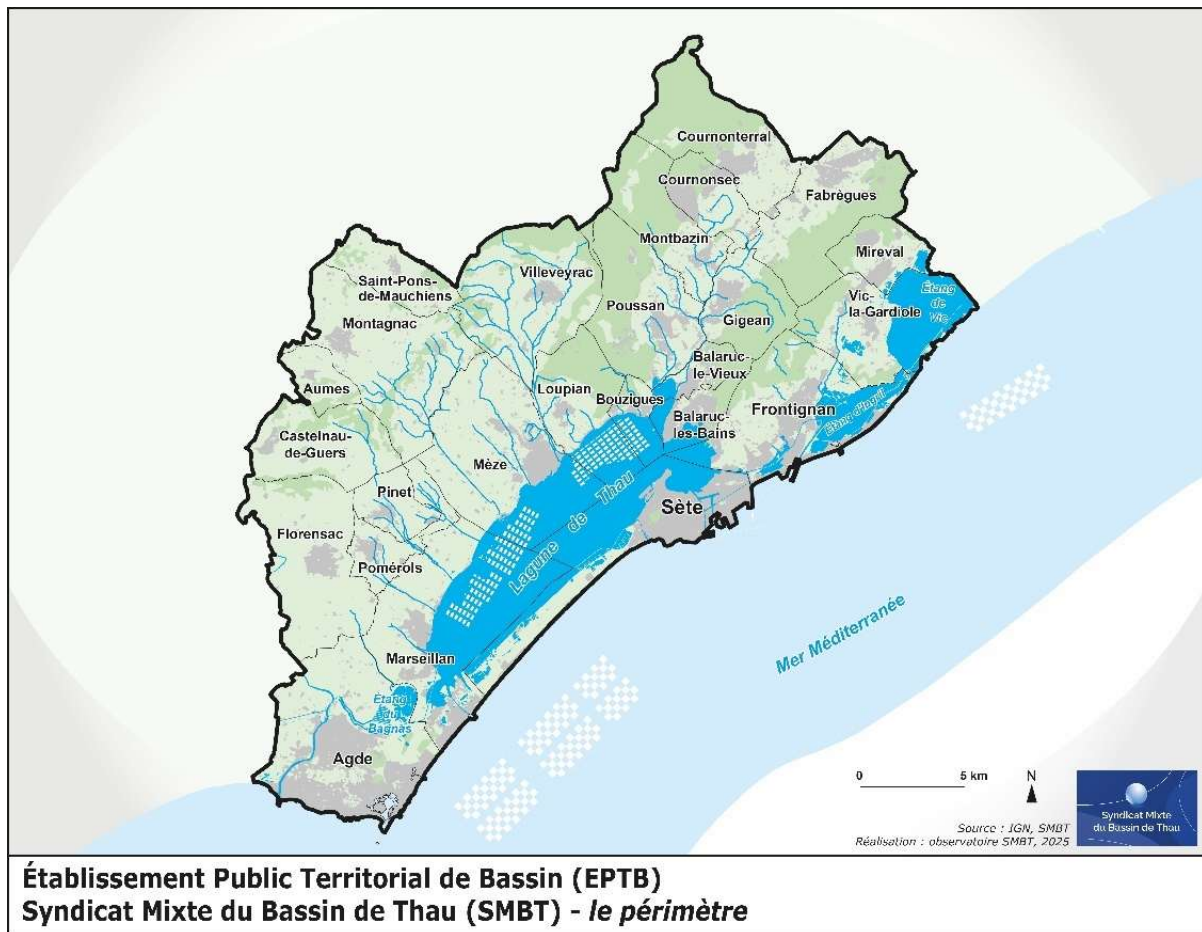 Cournonterral
Cournonsec
Fabrègues
Montbazin
Mireval
Villeveyrac
Saint-Pons-
de-Mauchiens
Étang
de
Vic
Vic-
la-Gardiole
Poussan
Montagnac
Gigean
Balaruc-
le-Vieux
Aumes
Loupian
Bouzigues
Frontignan
Étang d'Ingril
Balaruc-
les-Bains
Castelnau-
de-Guers
Mèze
Pinet
Sète
Lagune de Thau
Florensac
Pomérols
Mer Méditerranée
Marseillan
Étang
du
Bagnas
Agde
0 5 km
N
Source : IGN, SMBT
Réalisation : observatoire SMBT, 2025
Syndicat Mixte
du Bassin de Thau
Établissement Public Territorial de Bassin (EPTB)
Syndicat Mixte du Bassin de Thau (SMBT) - le périmètre